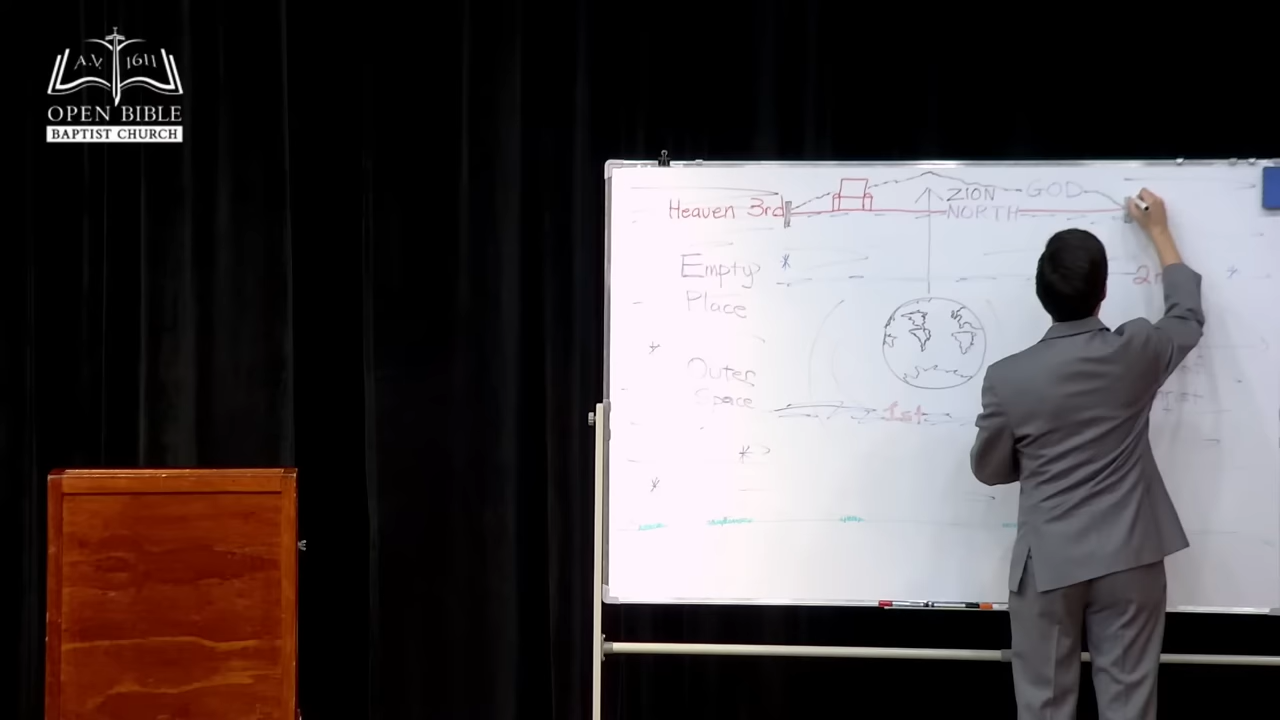 A.V. 1611
OPEN BIBLE
BAPTIST CHURCH
ZION GOD
Heaven 3rd NORTH
Empty
Place
Outer
Space
1st